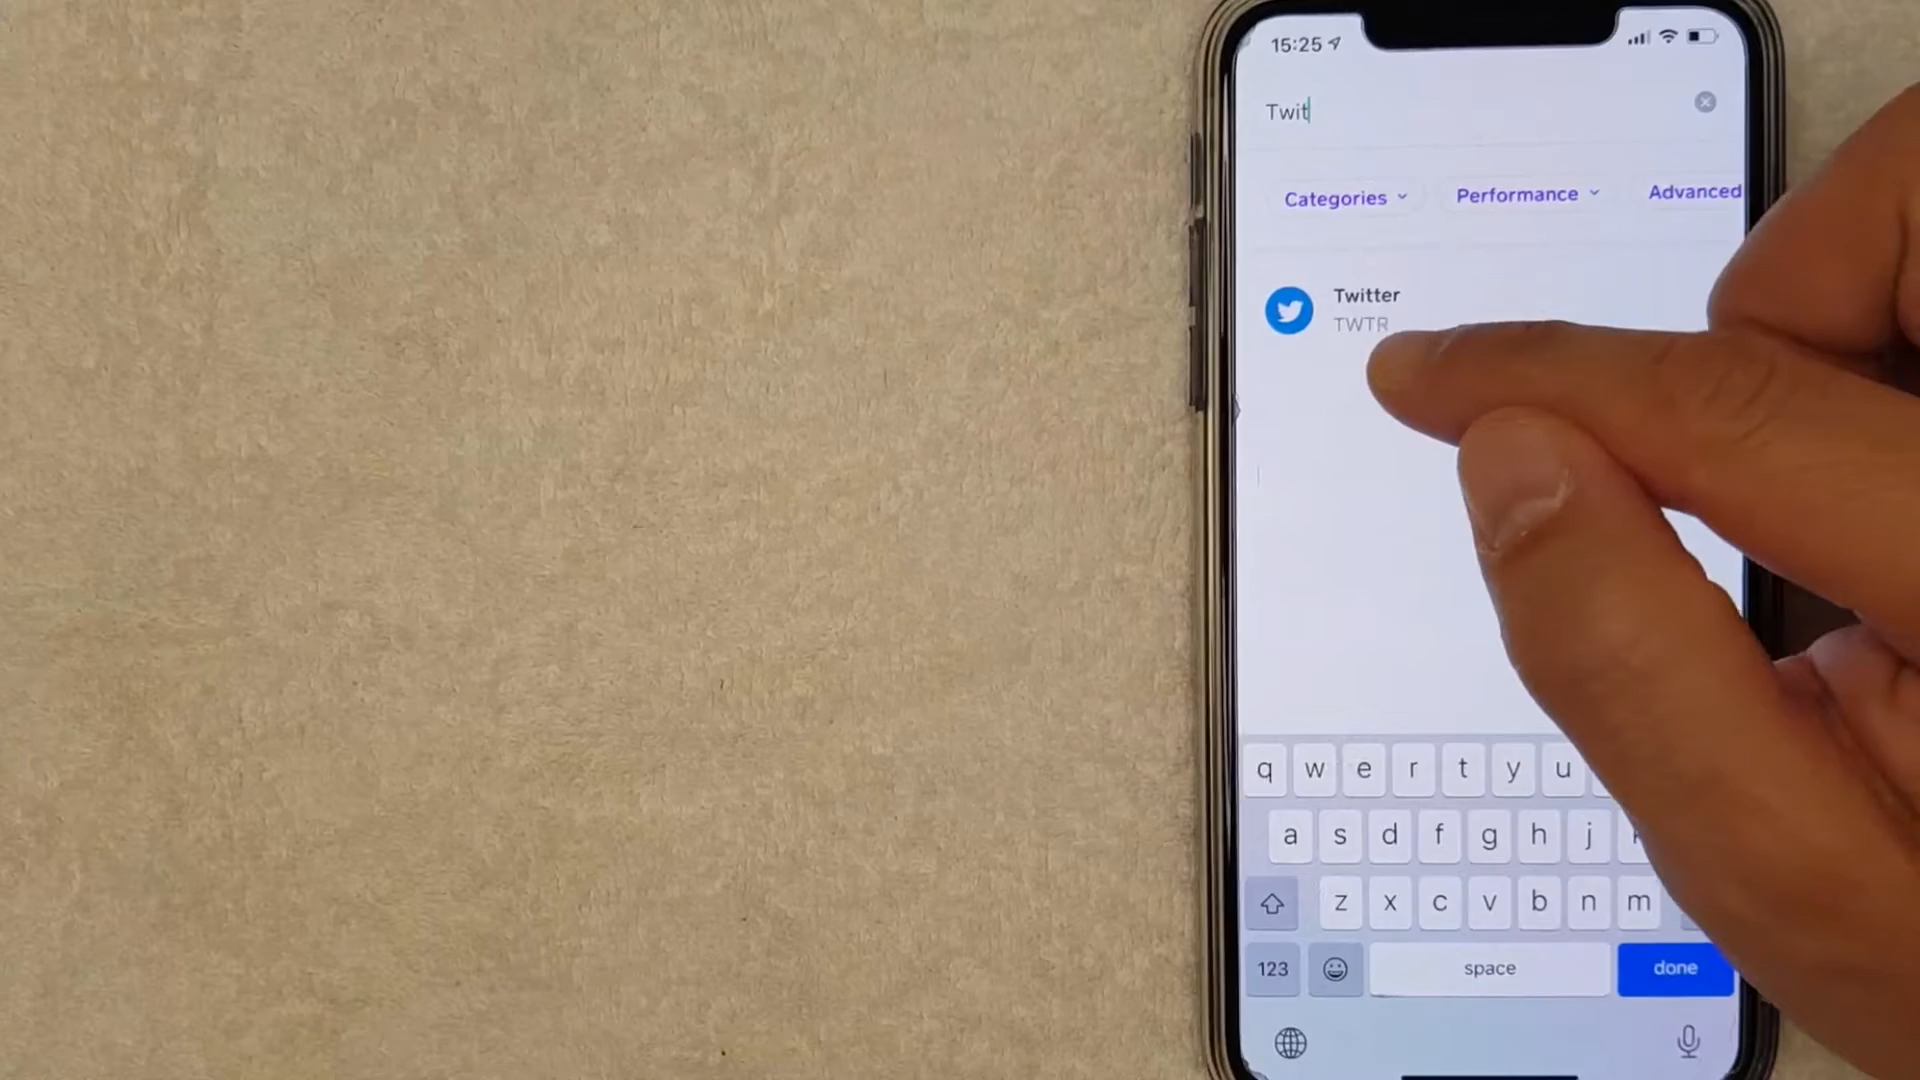 15:25
Twit
Categories
Performance
Advanced
Twitter
TWTR
q w e r t y u
a s d f g h j
z x c v b n m
123
space
done